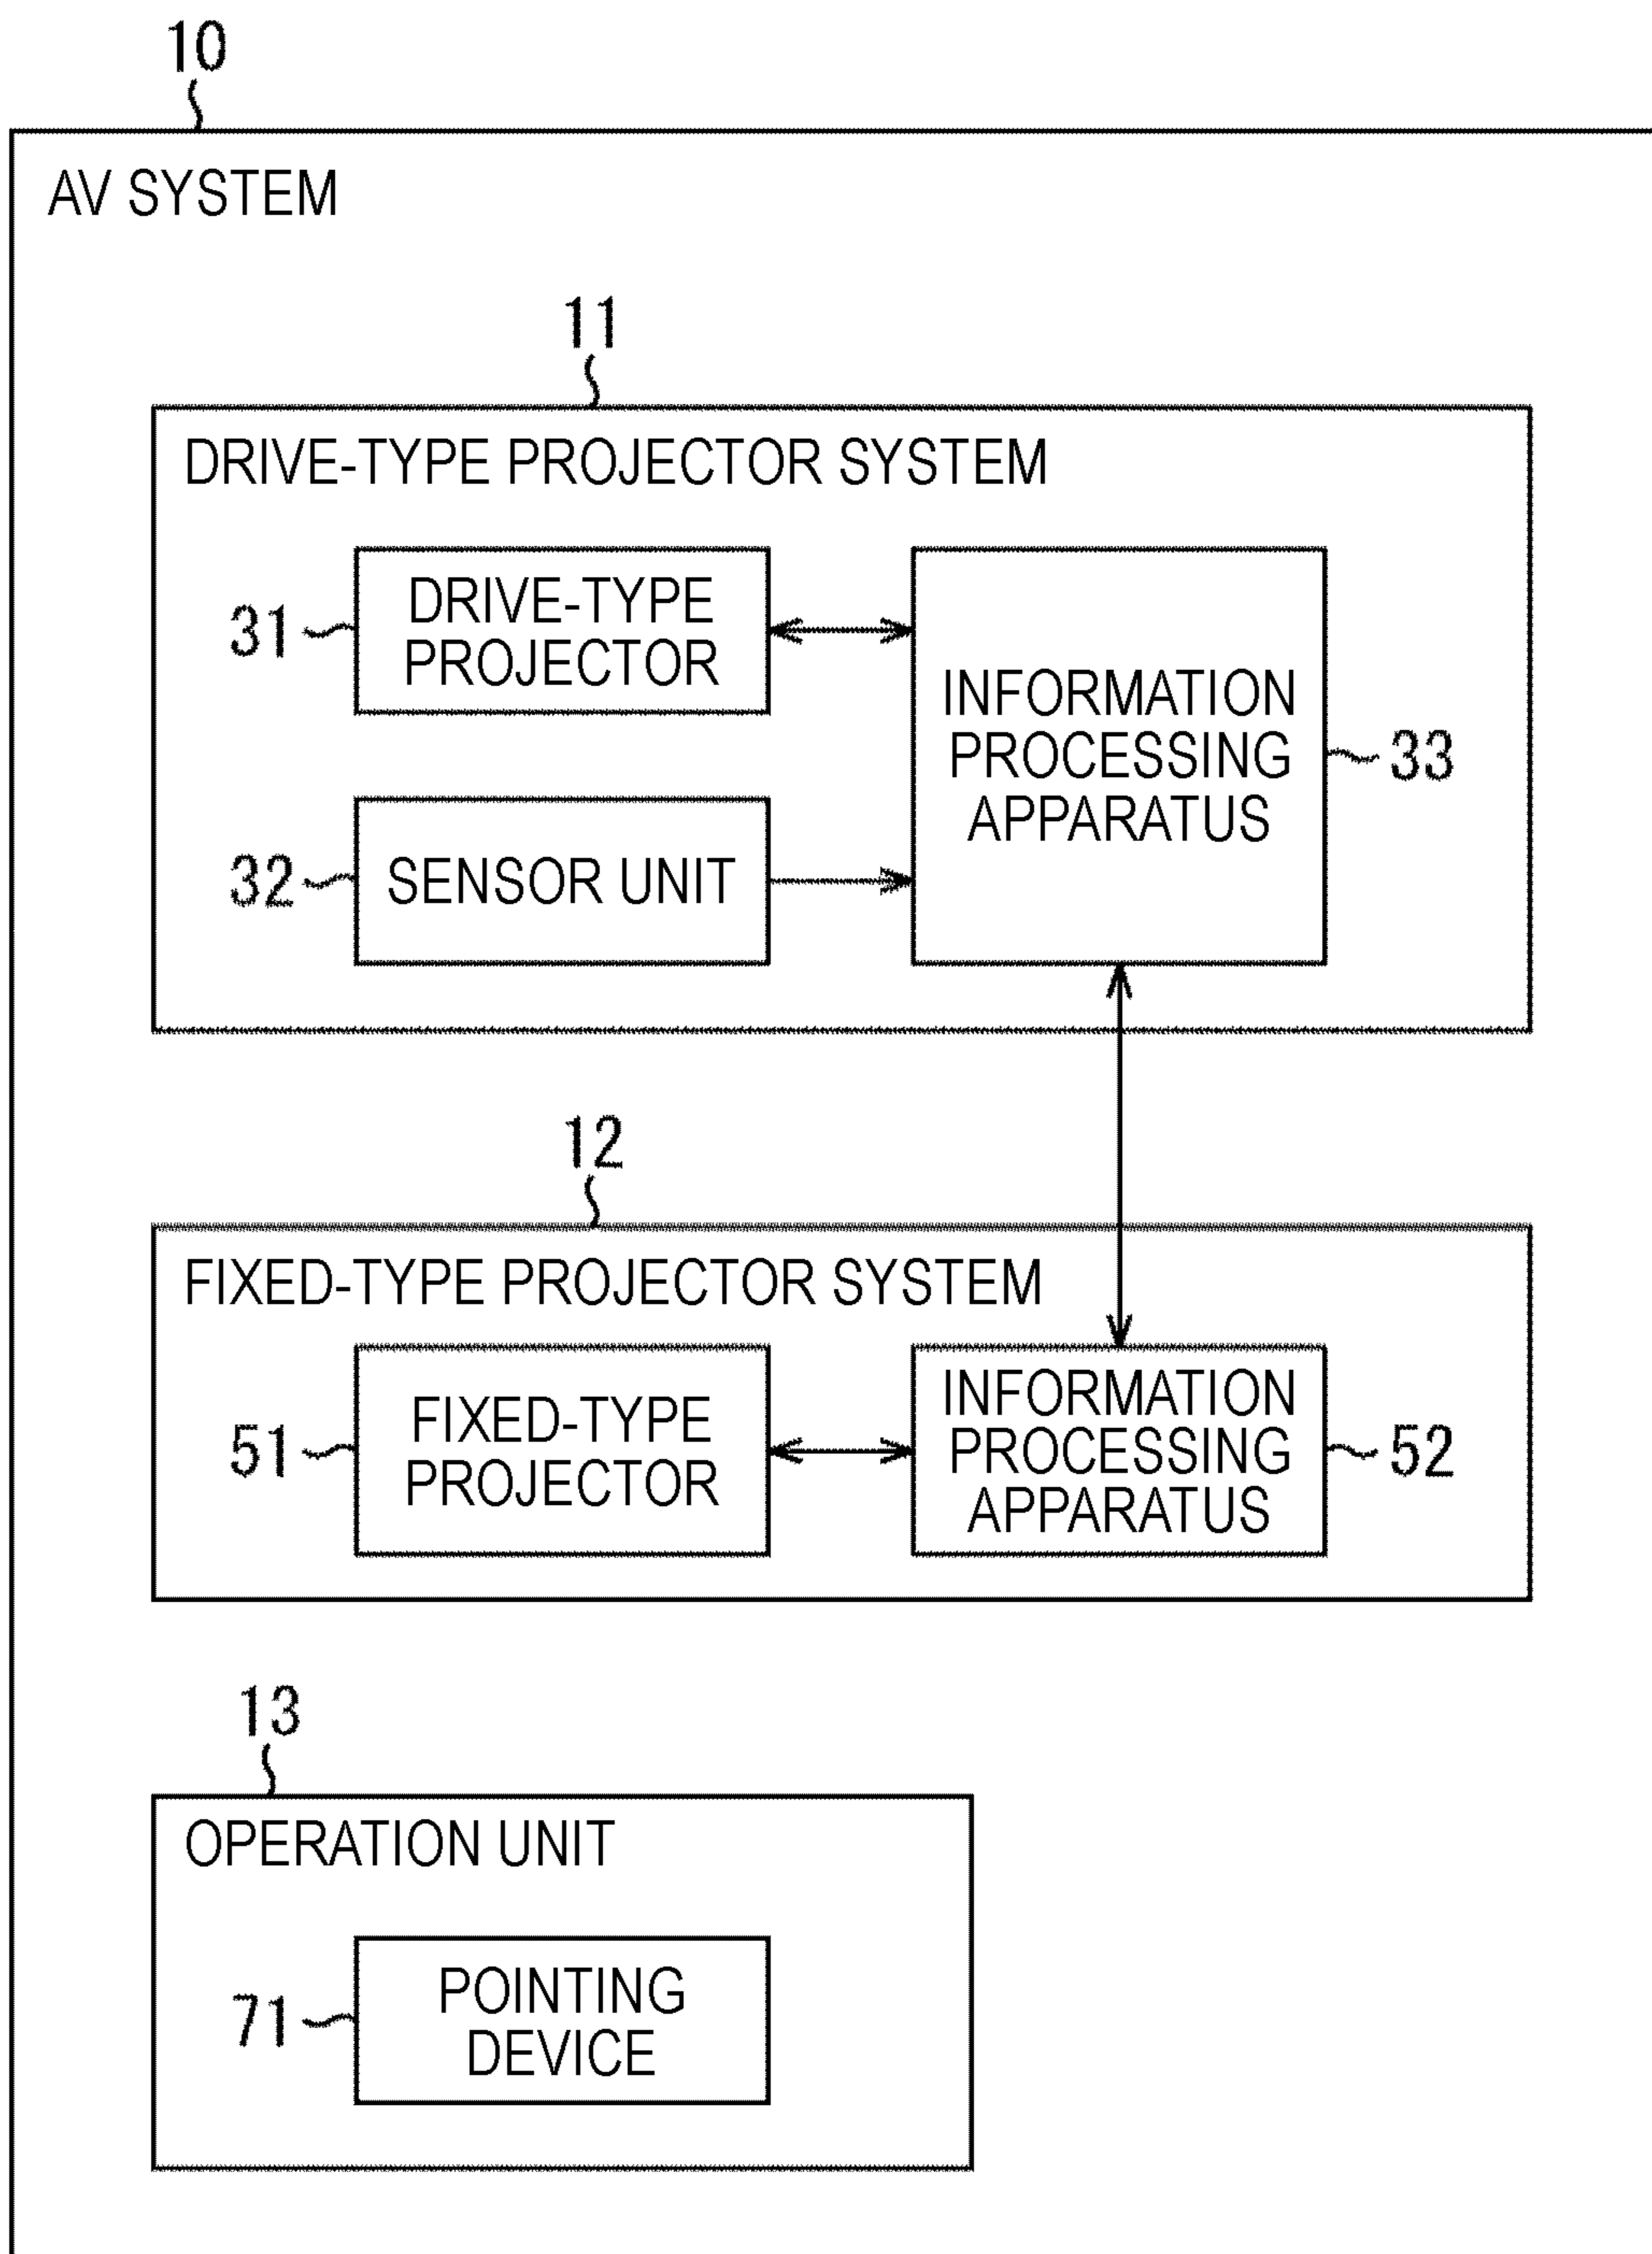 10
AV SYSTEM
11
DRIVE-TYPE PROJECTOR SYSTEM
31
DRIVE-TYPE
PROJECTOR
INFORMATION
PROCESSING
APPARATUS
33
32
SENSOR UNIT
12
FIXED-TYPE PROJECTOR SYSTEM
51
FIXED-TYPE
PROJECTOR
INFORMATION
PROCESSING
APPARATUS
52
13
OPERATION UNIT
71
POINTING
DEVICE